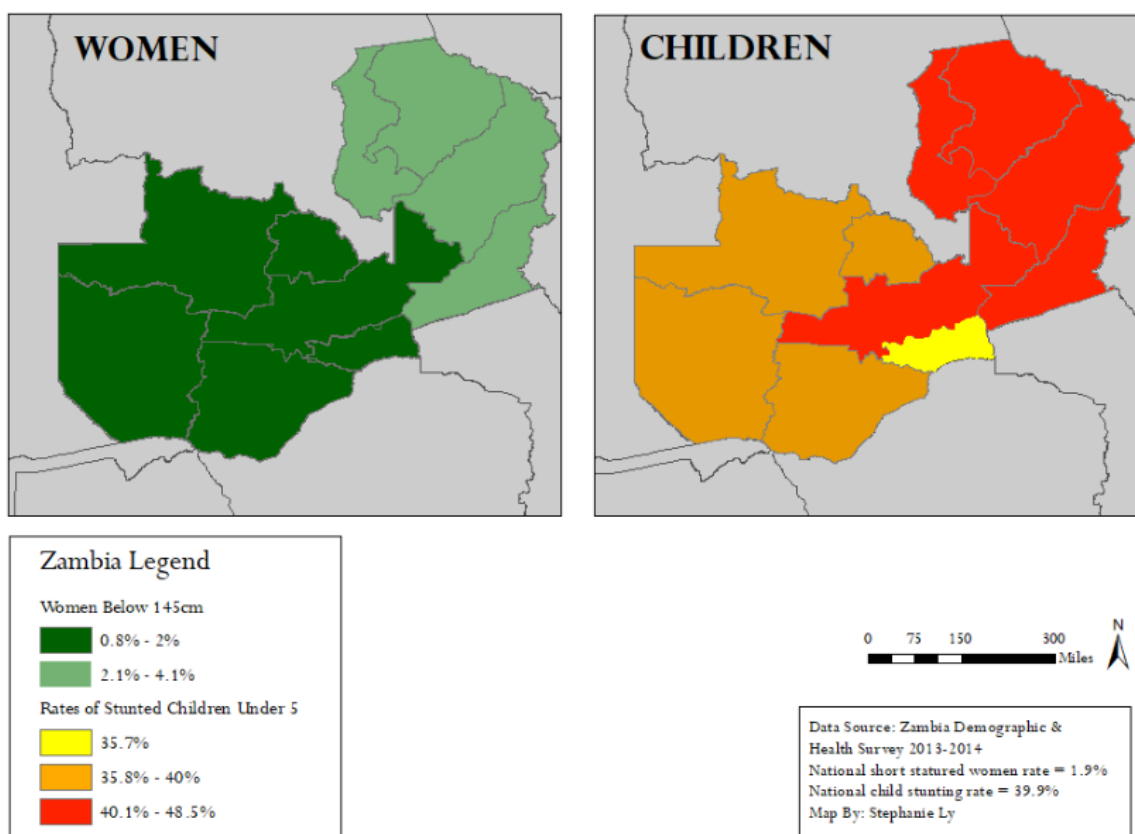 WOMEN
CHILDREN
Zambia Legend
Women Below 145cm
0.8% - 2%
2.1% - 4.1%
Rates of Stunted Children Under 5
35.7%
35.8% - 40%
40.1% - 48.5%
N
0 75 150 300
Miles
Data Source: Zambia Demographic &
Health Survey 2013-2014
National short statured women rate = 1.9%
National child stunting rate = 39.9%
Map By: Stephanie Ly